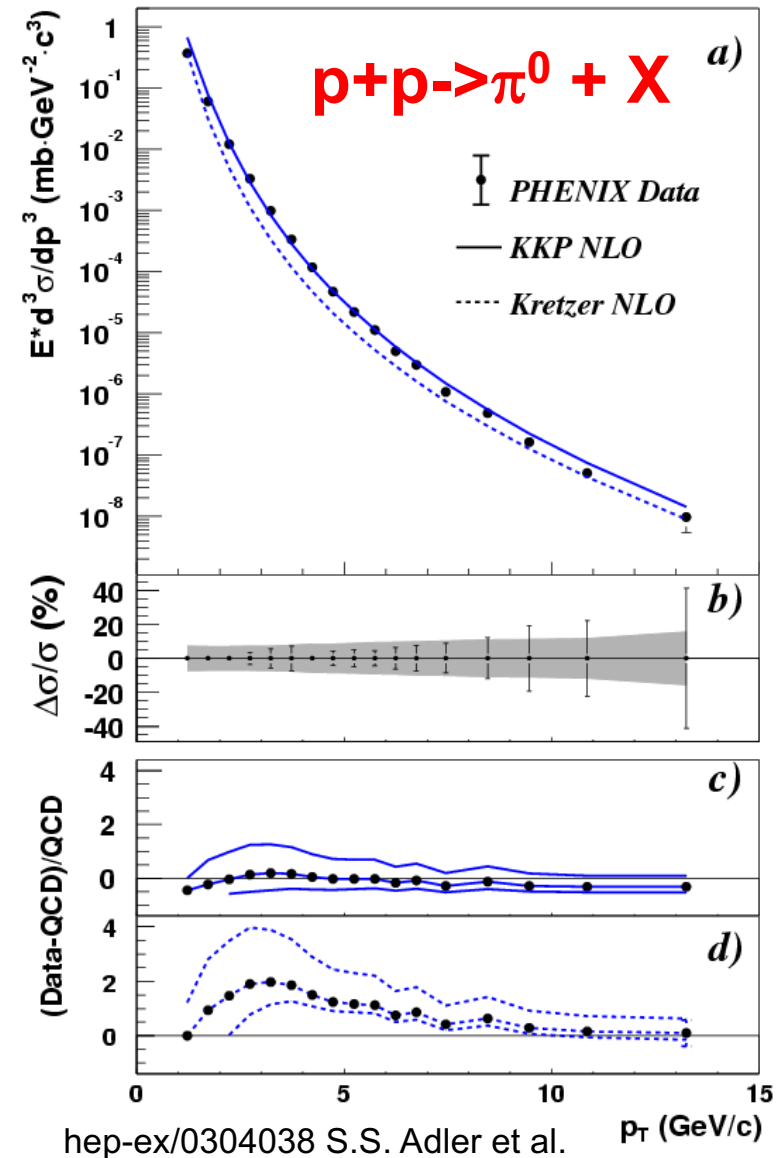 a)
p+p->π⁰ + X
PHENIX Data
KKP NLO
Kretzer NLO
E*d³σ/dp³ (mb·GeV⁻²·c³)
1
10⁻¹
10⁻²
10⁻³
10⁻⁴
10⁻⁵
10⁻⁶
10⁻⁷
10⁻⁸
b)
Δσ/σ (%)
40
20
0
-20
-40
c)
(Data-QCD)/QCD
4
2
0
d)
4
2
0
0 5 10 15
p_T (GeV/c)
hep-ex/0304038 S.S. Adler et al.